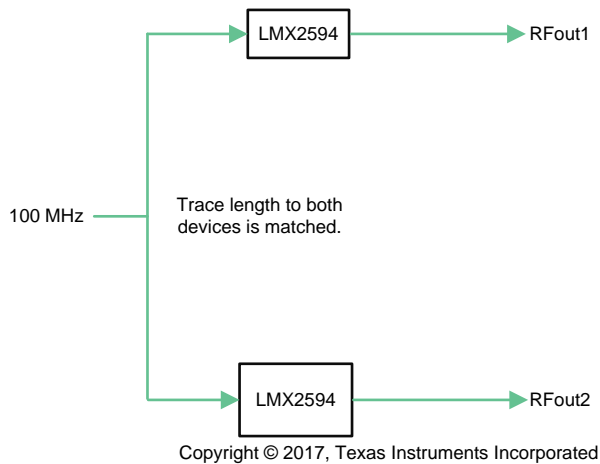 LMX2594
RFout1
100 MHz
Trace length to both
devices is matched.
LMX2594
RFout2
Copyright © 2017, Texas Instruments Incorporated